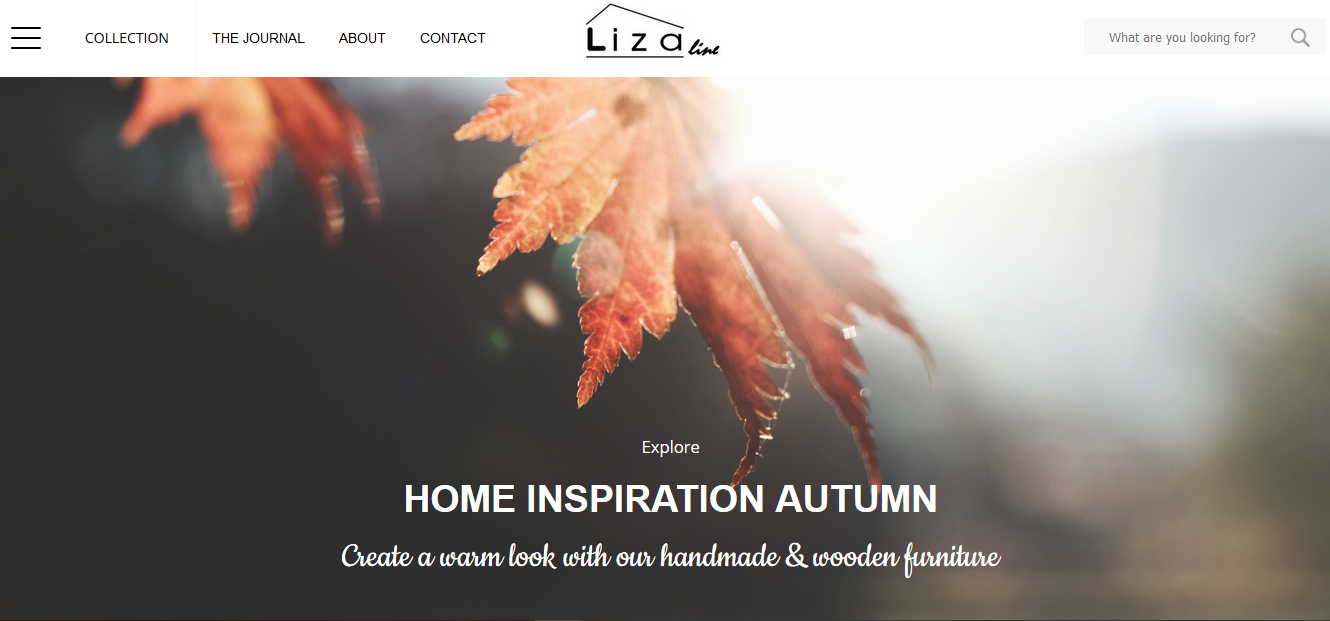 COLLECTION
THE JOURNAL
ABOUT
CONTACT
Liza line
What are you looking for?
Explore
HOME INSPIRATION AUTUMN
Create a warm look with our handmade & wooden furniture